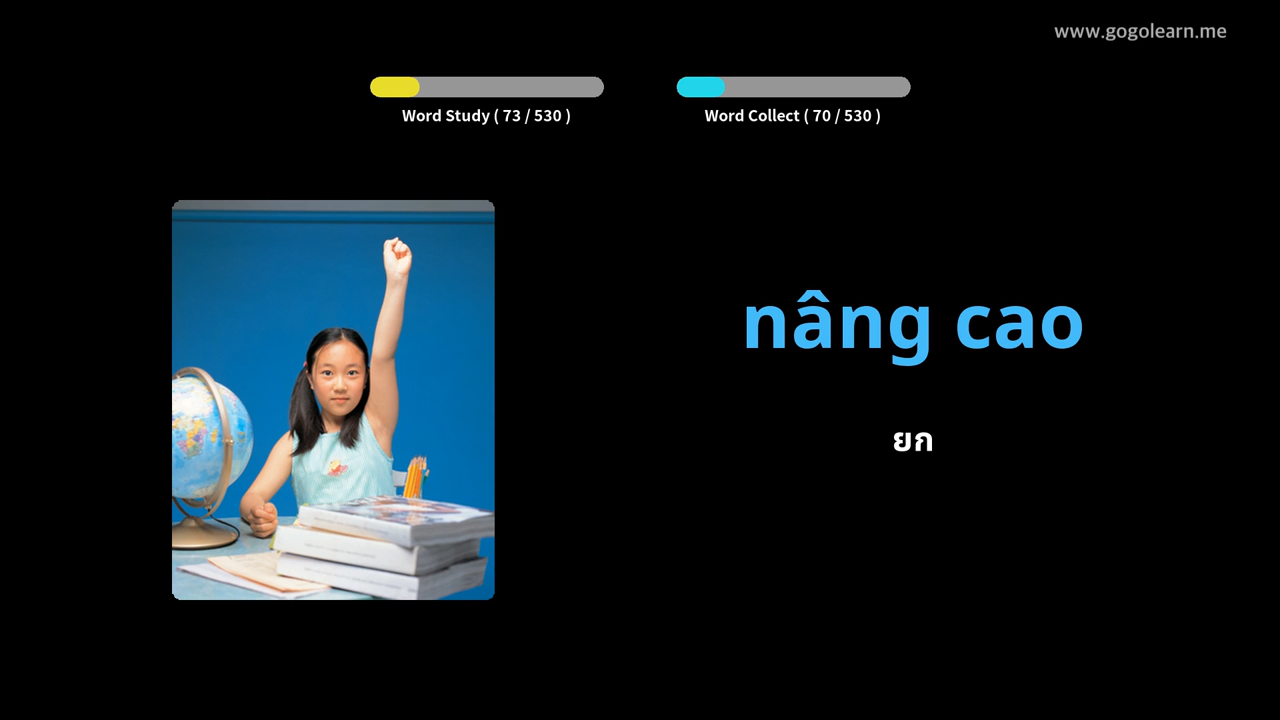 www.gogolearn.me
Word Study ( 73 / 530 )
Word Collect ( 70 / 530 )
nâng cao
ยก